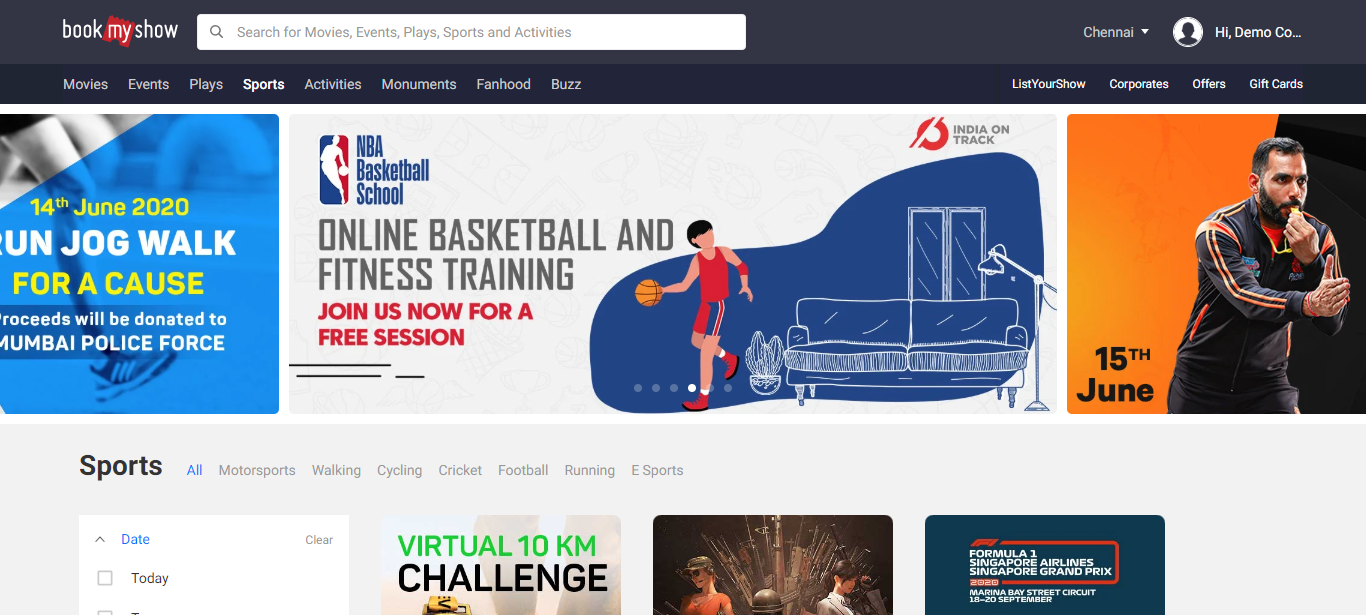 book my show
Search for Movies, Events, Plays, Sports and Activities
Chennai
Hi, Demo Co...
Movies Events Plays Sports Activities Monuments Fanhood Buzz
ListYourShow Corporates Offers Gift Cards
14th June 2020
RUN JOG WALK
FOR A CAUSE
Proceeds will be donated to
MUMBAI POLICE FORCE
NBA
Basketball
School
INDIA ON
TRACK
ONLINE BASKETBALL AND
FITNESS TRAINING
JOIN US NOW FOR A
FREE SESSION
15TH
June
Sports
All Motorsports Walking Cycling Cricket Football Running E Sports
Date
Clear
Today
VIRTUAL 10 KM
CHALLENGE
FORMULA 1
SINGAPORE AIRLINES
SINGAPORE GRAND PRIX
2020
MARINA BAY STREET CIRCUIT
18-20 SEPTEMBER